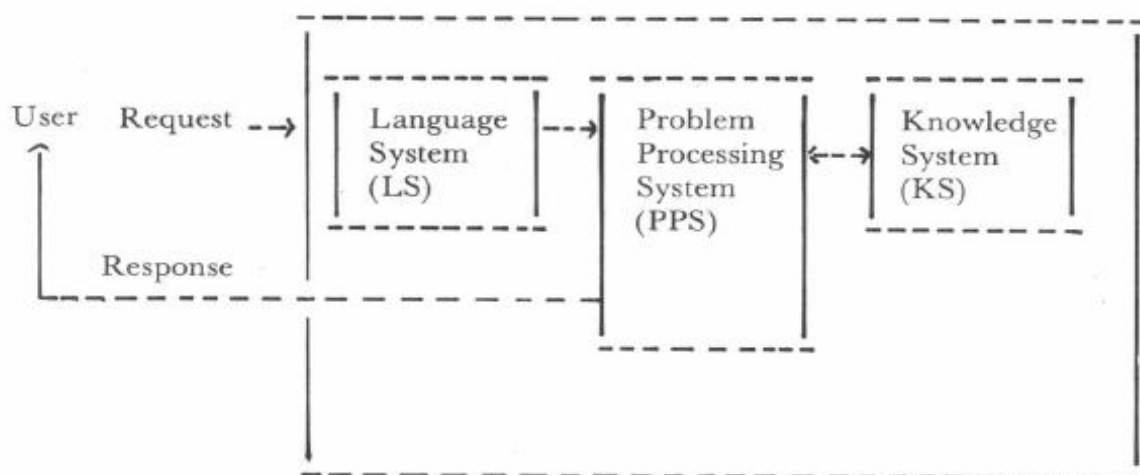 User
Request
Language
System
(LS)
Problem
Processing
System
(PPS)
Knowledge
System
(KS)
Response